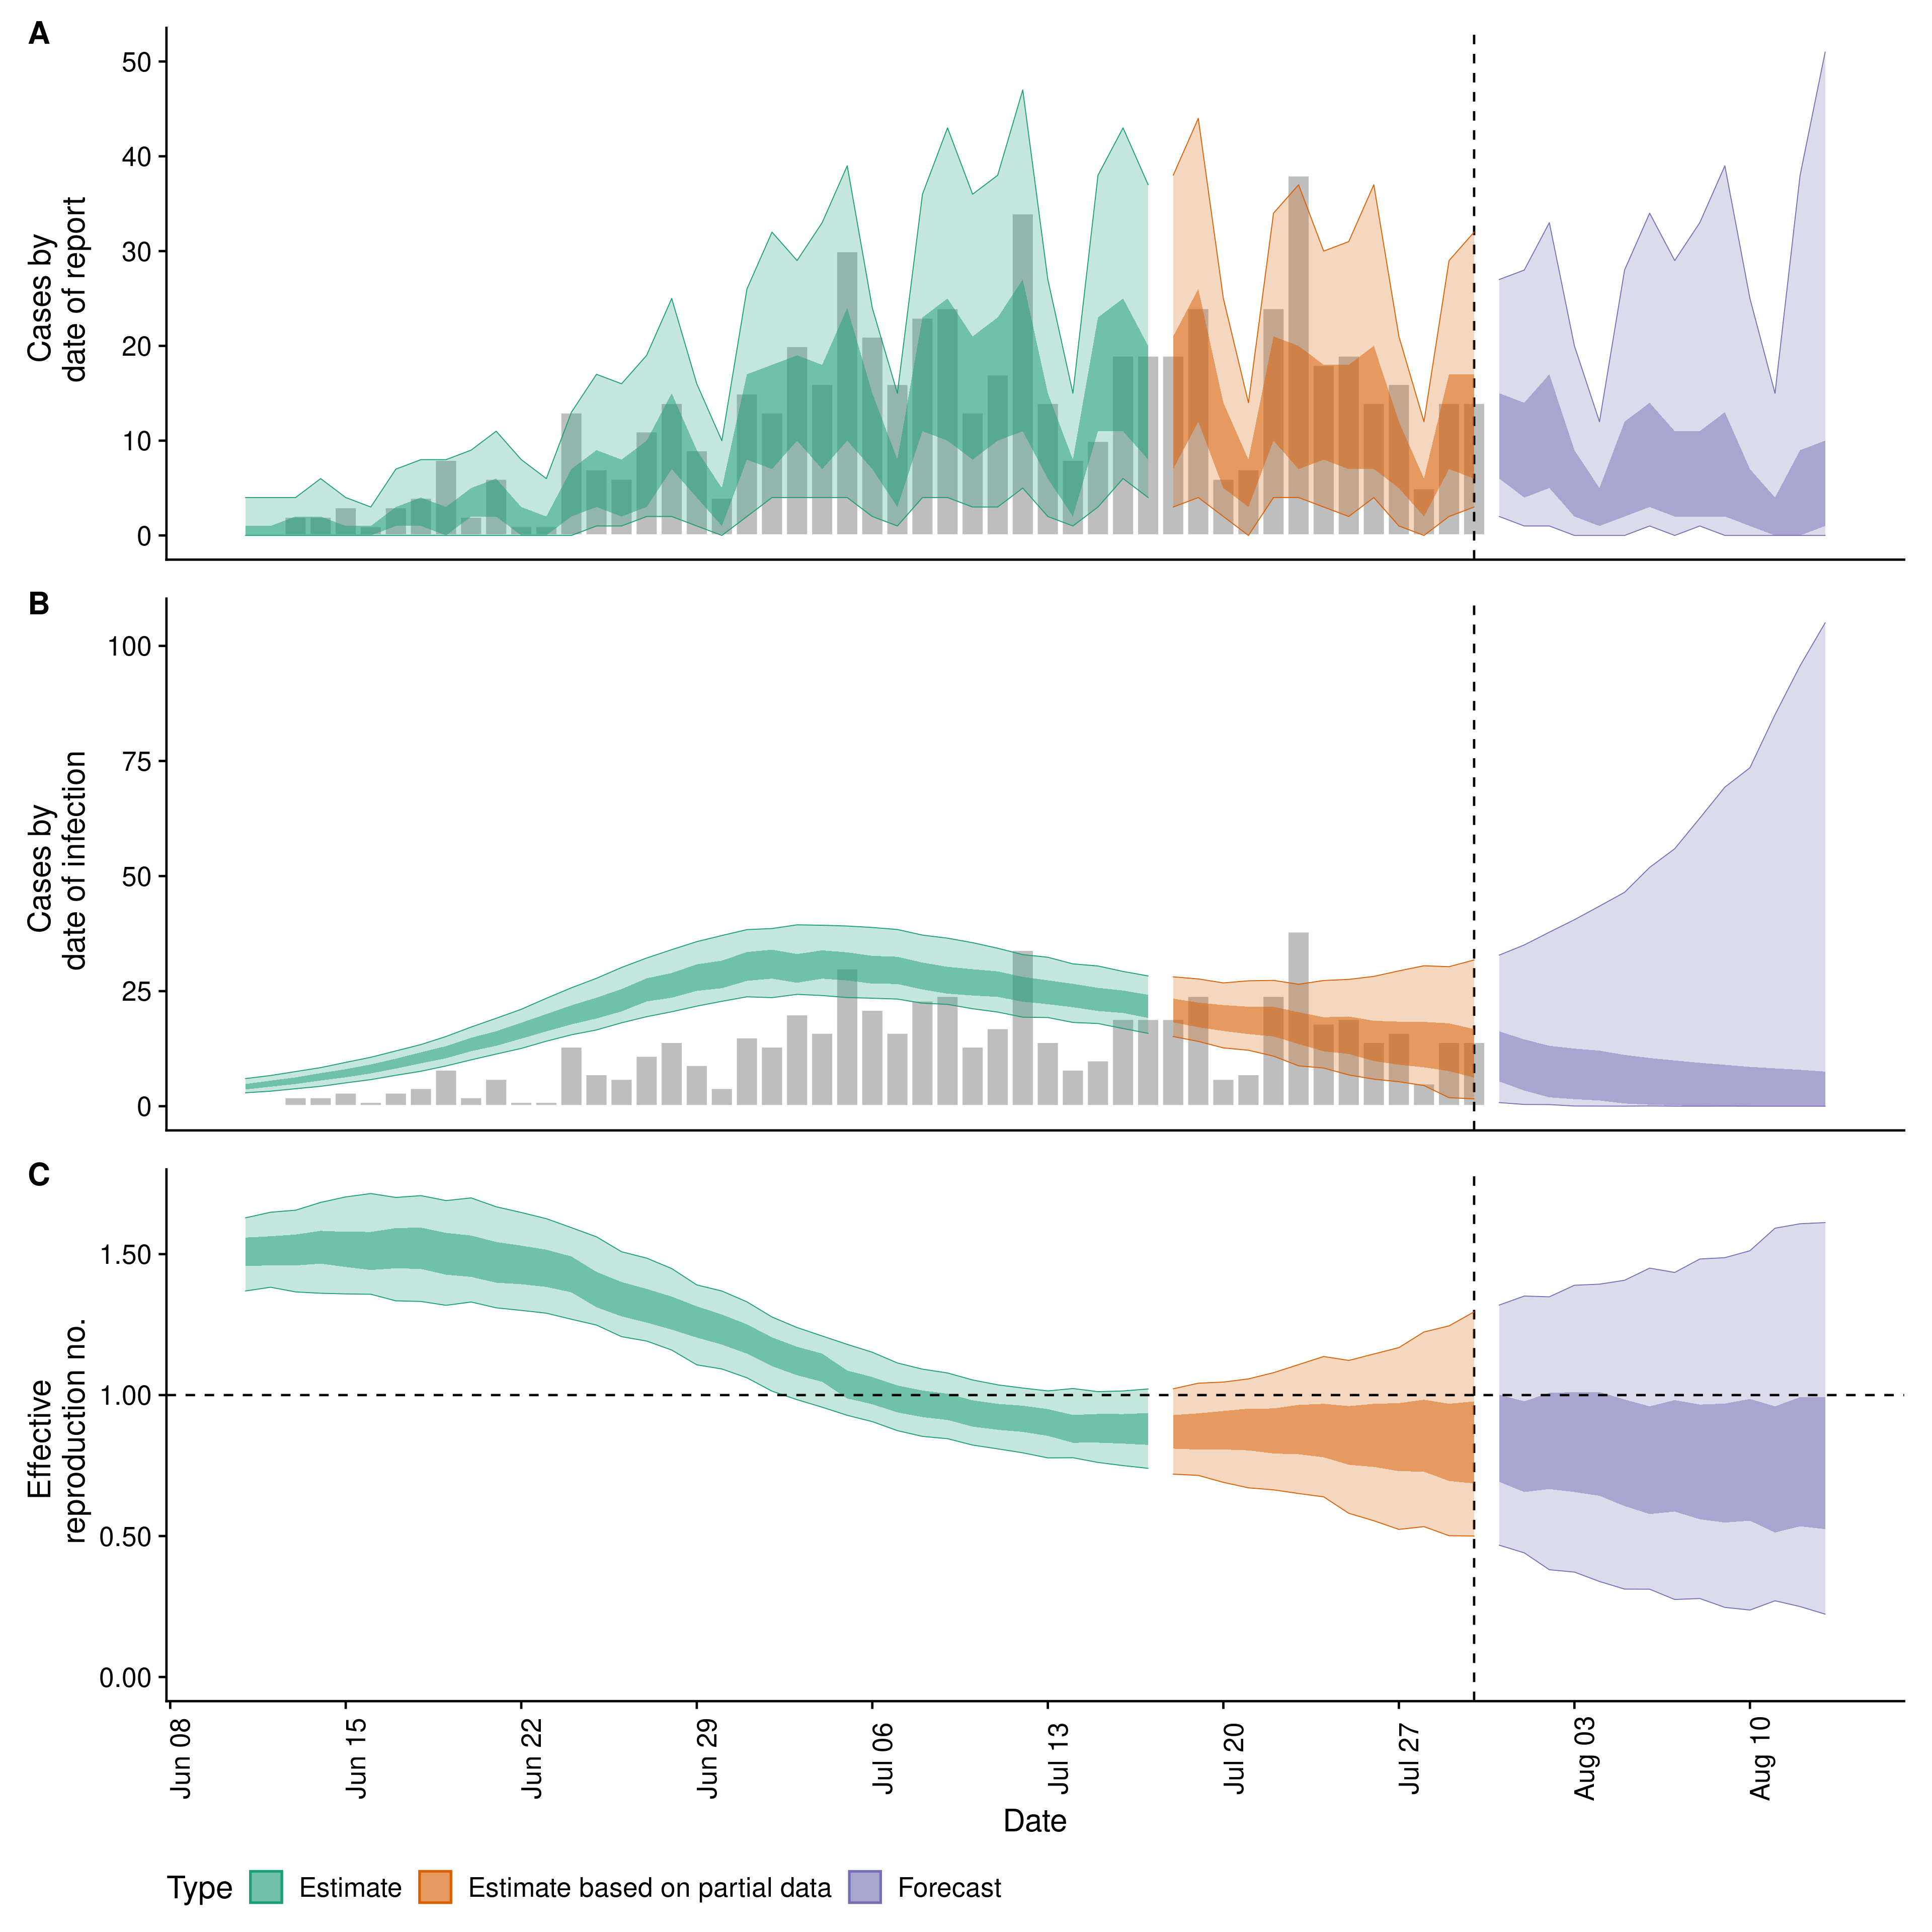 A
Cases by
date of report
50
40
30
20
10
0
B
Cases by
date of infection
100
75
50
25
0
C
Effective
reproduction no.
1.50
1.00
0.50
0.00
Jun 08
Jun 15
Jun 22
Jun 29
Jul 06
Jul 13
Jul 20
Jul 27
Aug 03
Aug 10
Date
Type Estimate Estimate based on partial data Forecast